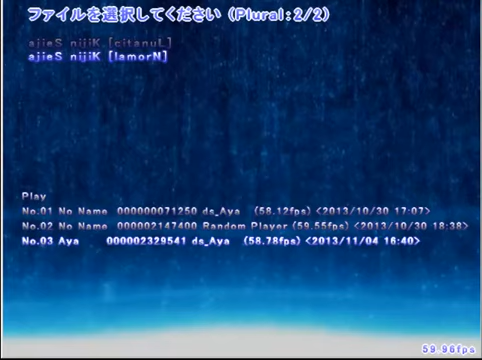 ファイルを選択してください (Plural:2/2)
ajieS nijiK [citanuL]
ajieS nijiK [lamorN]
Play
No.01 No Name 000000071250 ds_Aya (58.12fps) <2013/10/30 17:07>
No.02 No Name 000002147400 Random Player (59.55fps) <2013/10/30 18:38>
No.03 Aya 000002329541 ds_Aya (58.78fps) <2013/11/04 16:40>
59.96fps